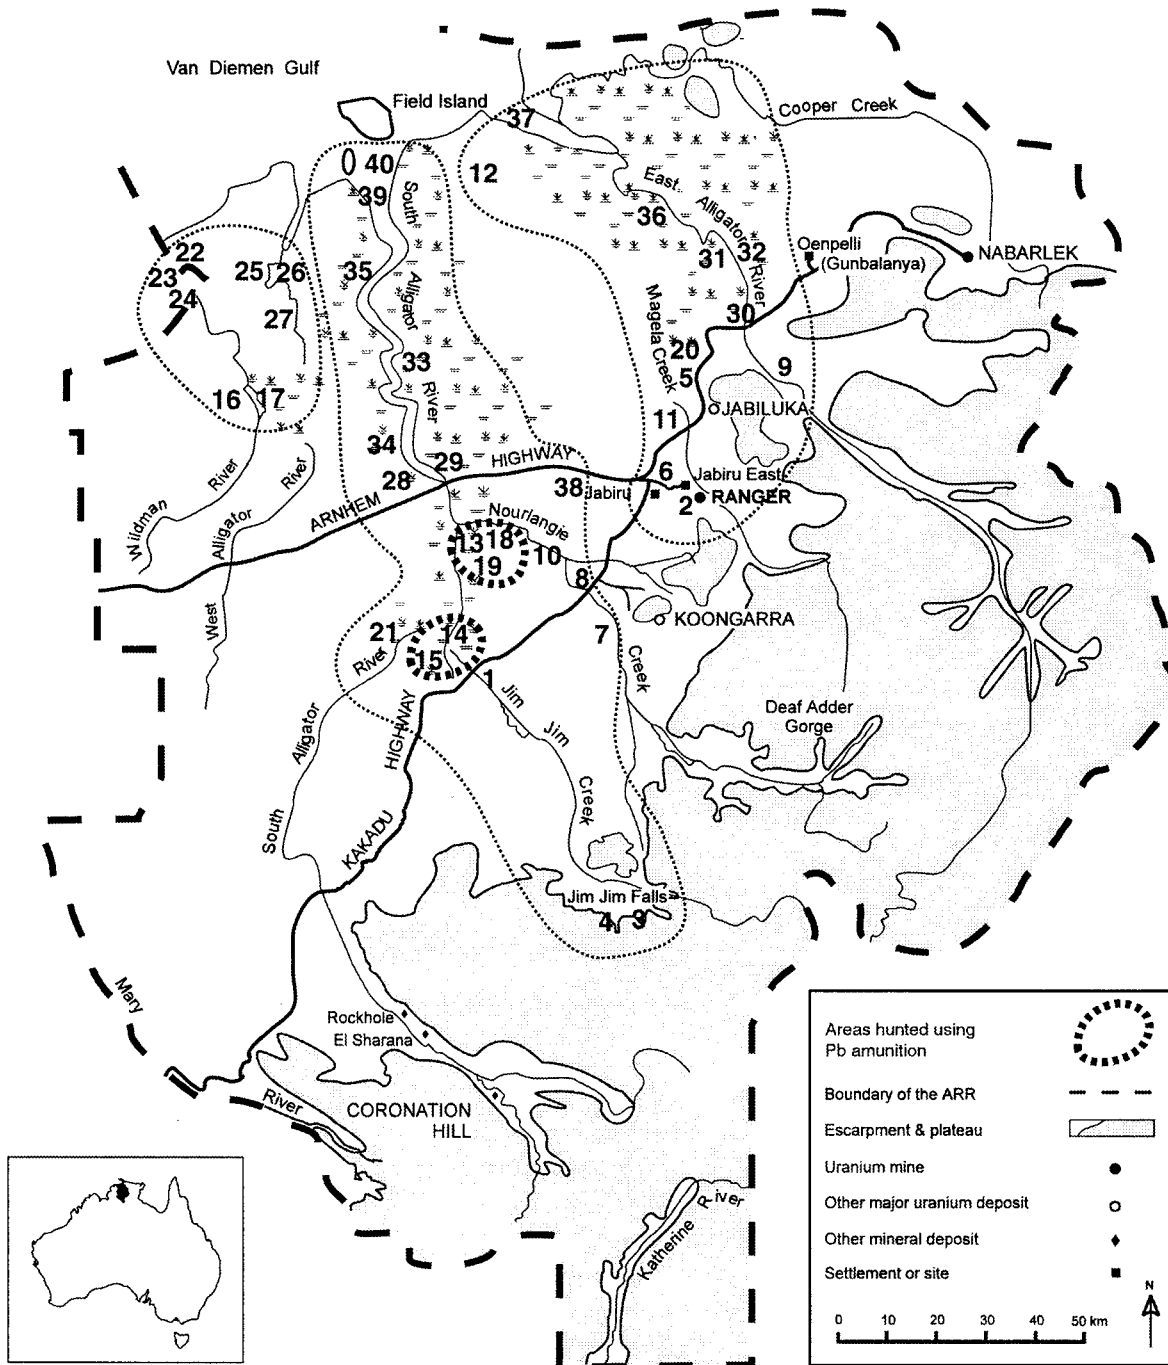 Van Diemen Gulf
Field Island
Cooper Creek
37
40
12
39
South
East
36
Alligator
22
32
Oenpelli
(Gunbalanya)
NABARLEK
23
25
26
35
31
River
24
Alligator
27
Magela Creek
30
20
33
9
5
16
17
River
JABILUKA
11
34
29
HIGHWAY
6
Jabiru East
River
River
28
38
Jabiru
2
RANGER
ARNHEM
Nourlangie
Wildman
Alligator
13
18
10
19
8
West
KOONGARRA
21
14
7
River
15
1
Creek
Jim
Jim
Deaf Adder
Gorge
Alligator
HIGHWAY
Creek
South
KAKADU
Jim Jim Falls
4
3
Mary
Rockhole
El Sharana
River
CORONATION
HILL
River
Katherine
Areas hunted using
Pb amunition
Boundary of the ARR
Escarpment & plateau
Uranium mine
Other major uranium deposit
Other mineral deposit
Settlement or site
N
0 10 20 30 40 50 km